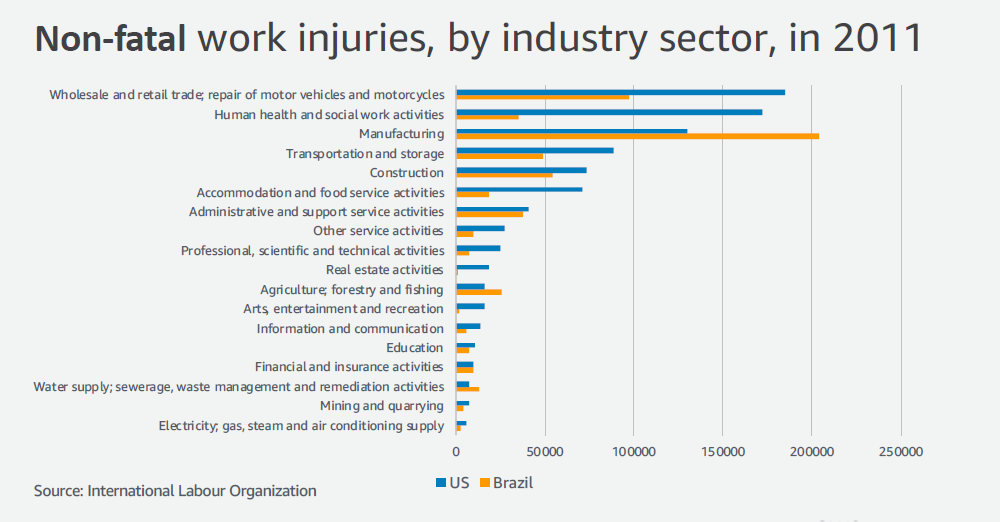 Non-fatal work injuries, by industry sector, in 2011
Wholesale and retail trade; repair of motor vehicles and motorcycles
Human health and social work activities
Manufacturing
Transportation and storage
Construction
Accommodation and food service activities
Administrative and support service activities
Other service activities
Professional, scientific and technical activities
Real estate activities
Agriculture; forestry and fishing
Arts, entertainment and recreation
Information and communication
Education
Financial and insurance activities
Water supply; sewerage, waste management and remediation activities
Mining and quarrying
Electricity; gas, steam and air conditioning supply
0 50000 100000 150000 200000 250000
US Brazil
Source: International Labour Organization